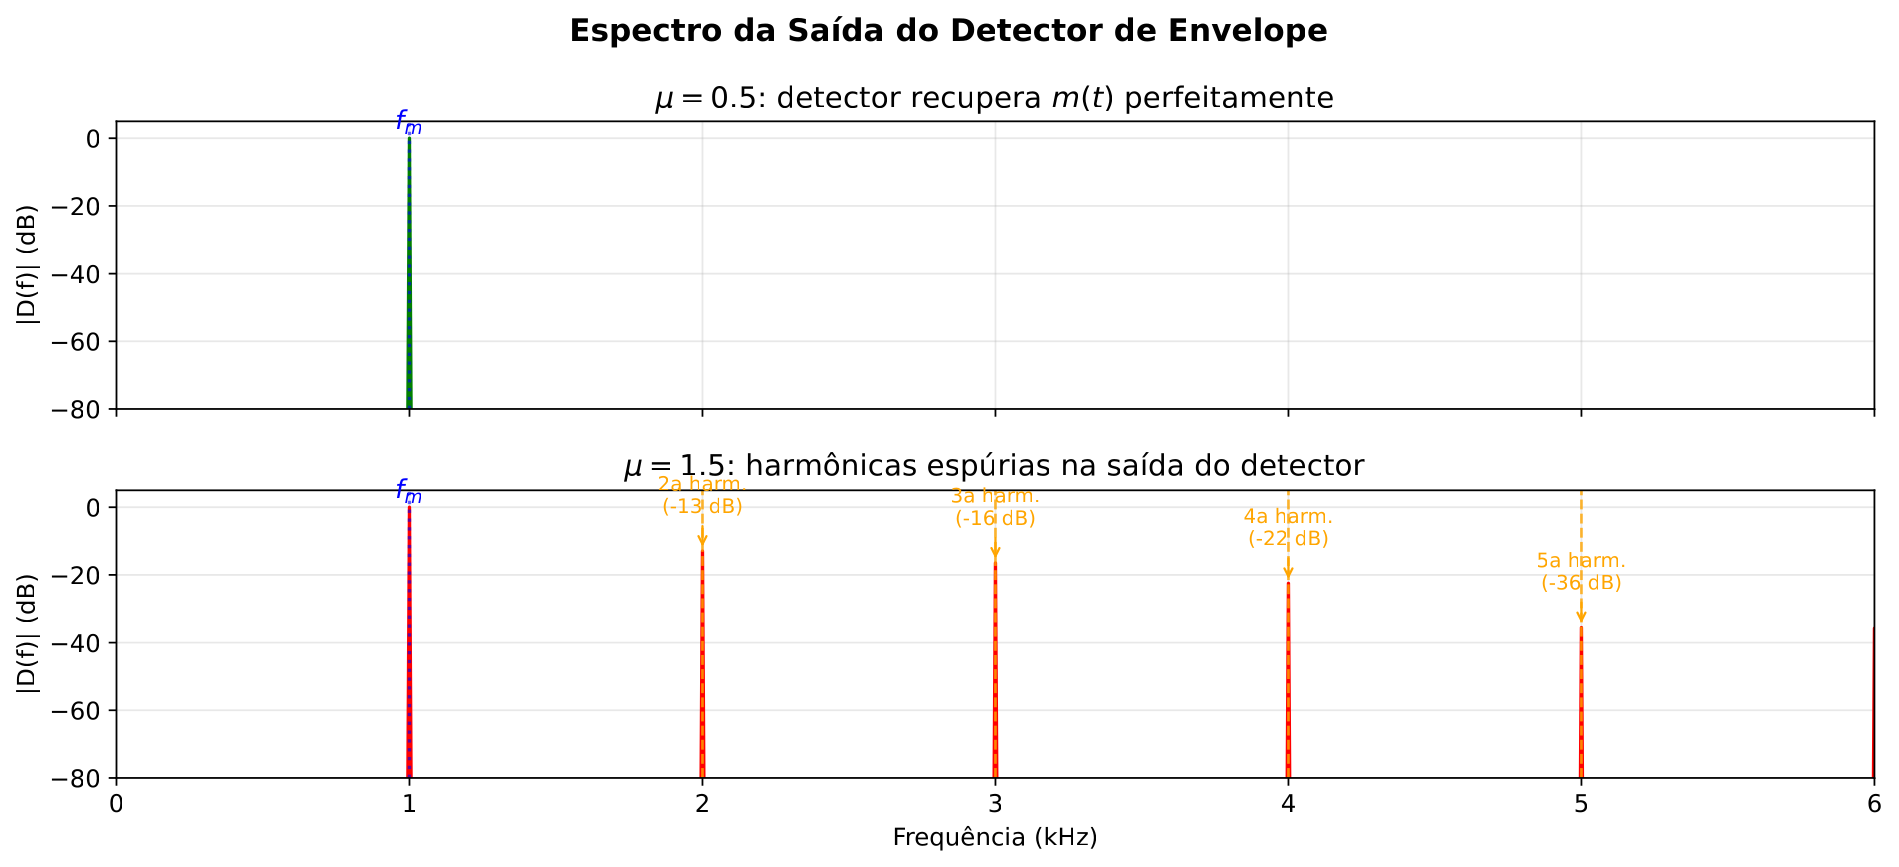 Espectro da Saída do Detector de Envelope
μ = 0.5: detector recupera m(t) perfeitamente
fm
0
−20
−40
−60
−80
|D(f)| (dB)
μ = 1.5: harmônicas espúrias na saída do detector
fm
2a harm.
(-13 dB)
3a harm.
(-16 dB)
4a harm.
(-22 dB)
5a harm.
(-36 dB)
0
−20
−40
−60
−80
|D(f)| (dB)
0 1 2 3 4 5 6
Frequência (kHz)